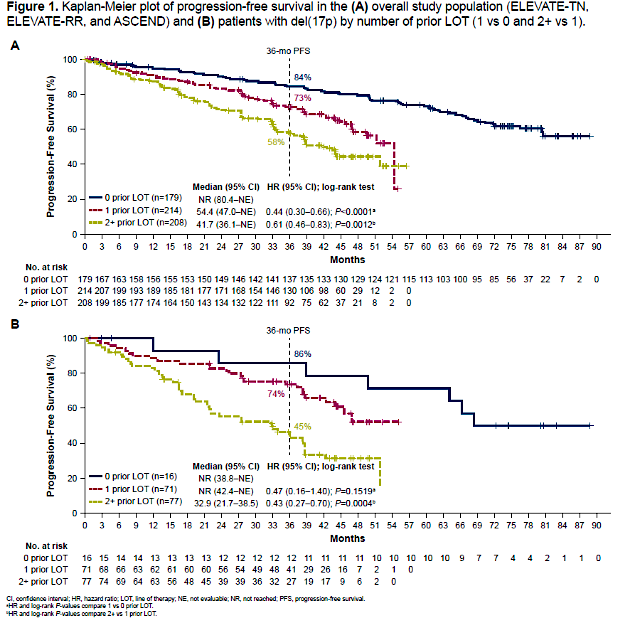 Figure 1. Kaplan-Meier plot of progression-free survival in the (A) overall study population (ELEVATE-TN,
ELEVATE-RR, and ASCEND) and (B) patients with del(17p) by number of prior LOT (1 vs 0 and 2+ vs 1).
A
36-mo PFS
100
80
60
40
20
0
Progression-Free Survival (%)
84%
73%
58%
Median (95% CI) HR (95% CI); log-rank test
0 prior LOT (n=179) NR (80.4–NE)
1 prior LOT (n=214) 54.4 (47.0–NE) 0.44 (0.30–0.66); P<0.0001ᵃ
2+ prior LOT (n=208) 41.7 (36.1–NE) 0.61 (0.46–0.83); P=0.0012ᵇ
0 3 6 9 12 15 18 21 24 27 30 33 36 39 42 45 48 51 54 57 60 63 66 69 72 75 78 81 84 87 90
Months
No. at risk
0 prior LOT 179 167 163 158 156 155 153 150 149 146 142 141 137 135 133 130 129 124 121 115 113 103 100 95 85 56 37 22 7 2 0
1 prior LOT 214 207 199 193 189 185 181 177 171 168 154 146 130 106 98 60 29 12 2 0
2+ prior LOT 208 199 185 177 174 164 150 143 134 132 122 111 92 75 62 37 21 8 2 0
B
36-mo PFS
100
80
60
40
20
0
Progression-Free Survival (%)
86%
74%
45%
Median (95% CI) HR (95% CI); log-rank test
0 prior LOT (n=16) NR (38.8–NE)
1 prior LOT (n=71) NR (42.4–NE) 0.47 (0.16–1.40); P=0.1519ᵃ
2+ prior LOT (n=77) 32.9 (21.7–38.5) 0.43 (0.27–0.70); P=0.0004ᵇ
0 3 6 9 12 15 18 21 24 27 30 33 36 39 42 45 48 51 54 57 60 63 66 69 72 75 78 81 84 87 90
Months
No. at risk
0 prior LOT 16 15 14 14 13 13 13 13 12 12 12 12 12 11 11 11 11 10 10 10 10 10 9 7 7 4 4 2 1 1 0
1 prior LOT 71 68 66 63 62 61 60 60 56 54 49 48 41 29 26 16 7 2 1 0
2+ prior LOT 77 74 69 64 63 56 48 45 39 39 36 32 27 19 17 9 6 2 0
CI, confidence interval; HR, hazard ratio; LOT, line of therapy; NE, not evaluable; NR, not reached; PFS, progression-free survival.
ᵃHR and log-rank P-values compare 1 vs 0 prior LOT.
ᵇHR and log-rank P-values compare 2+ vs 1 prior LOT.